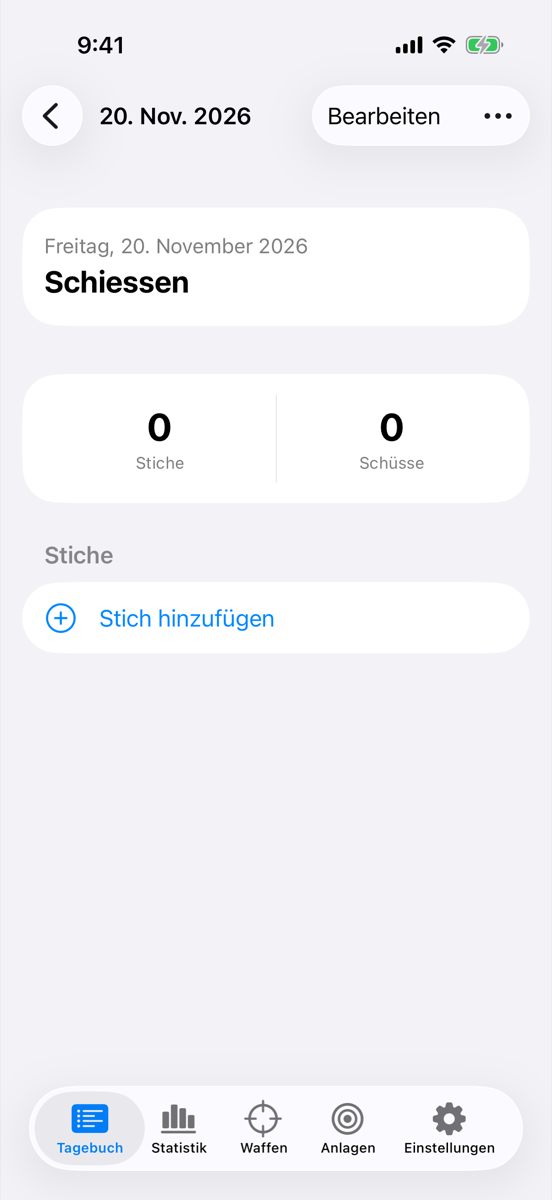 9:41
20. Nov. 2026
Bearbeiten
Freitag, 20. November 2026
Schiessen
0
Stiche
0
Schüsse
Stiche
Stich hinzufügen
Tagebuch
Statistik
Waffen
Anlagen
Einstellungen